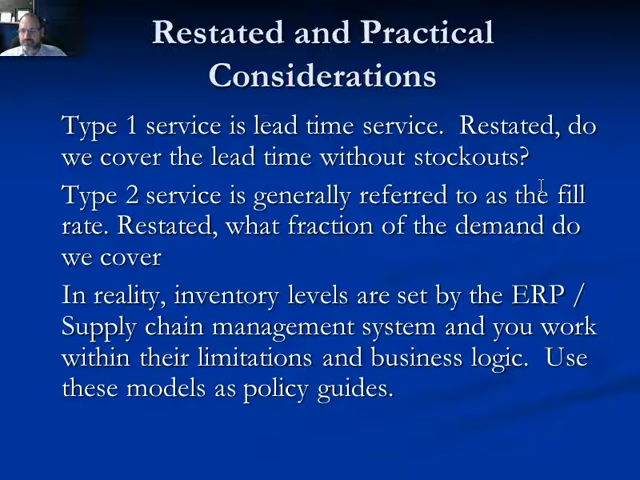 Restated and Practical
Considerations
Type 1 service is lead time service.  Restated, do
we cover the lead time without stockouts?
Type 2 service is generally referred to as the fill
rate. Restated, what fraction of the demand do
we cover
In reality, inventory levels are set by the ERP /
Supply chain management system and you work
within their limitations and business logic.  Use
these models as policy guides.